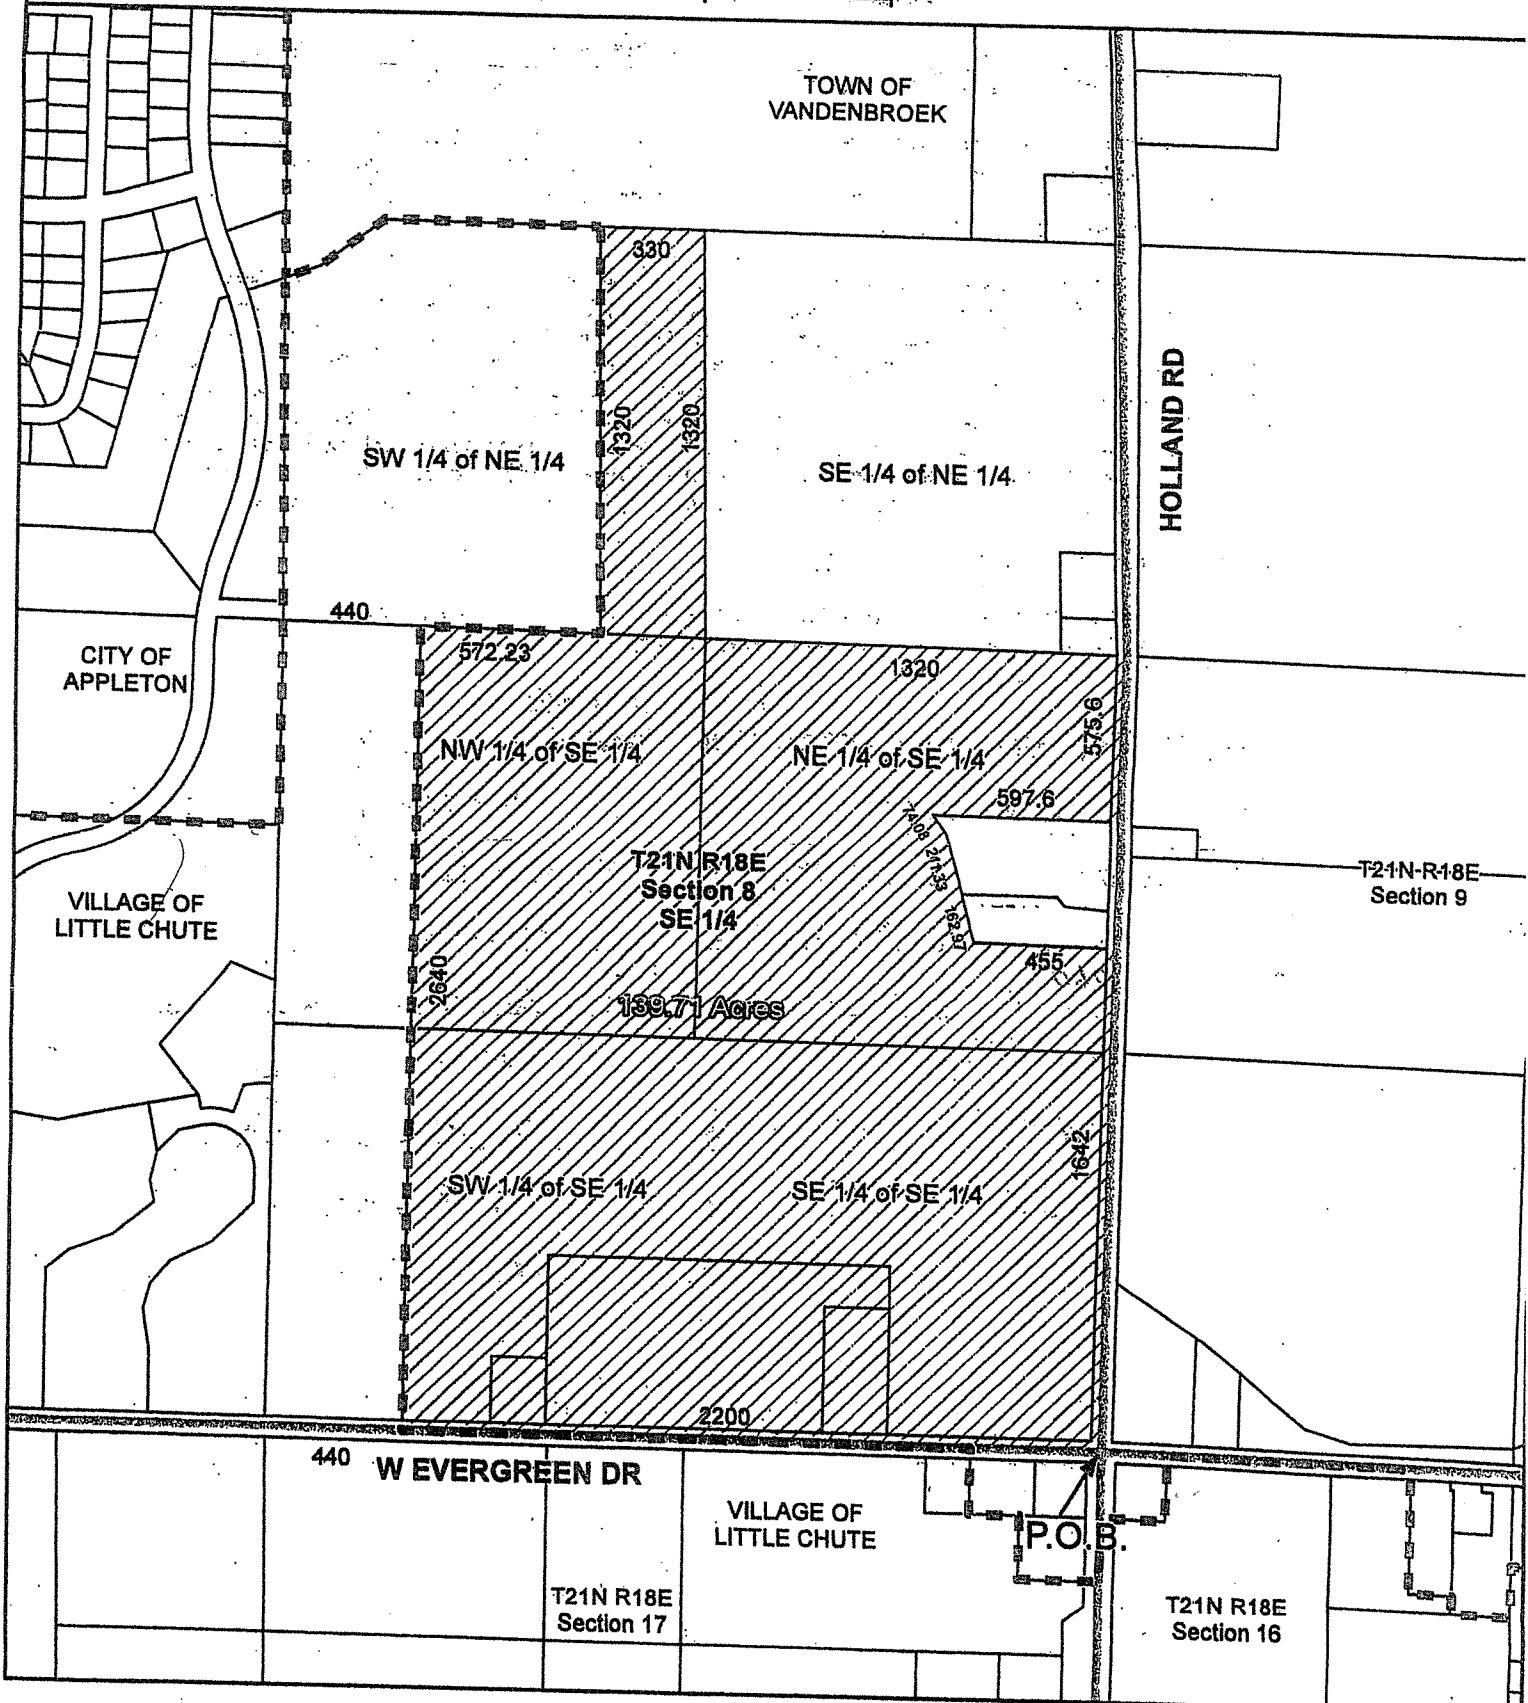 TOWN OF
VANDENBROEK
330
1320
1320
HOLLAND RD
SW 1/4 of NE 1/4
SE 1/4 of NE 1/4
440
CITY OF
APPLETON
572.23
1320
575.6
NW 1/4 of SE 1/4
NE 1/4 of SE 1/4
597.6
74.08
211.33
162.97
T21N R18E
Section 8
SE 1/4
T21N R18E
Section 9
VILLAGE OF
LITTLE CHUTE
2640
455
139.71 Acres
1642
SW 1/4 of SE 1/4
SE 1/4 of SE 1/4
2200
440
W EVERGREEN DR
VILLAGE OF
LITTLE CHUTE
P.O.B.
T21N R18E
Section 17
T21N R18E
Section 16